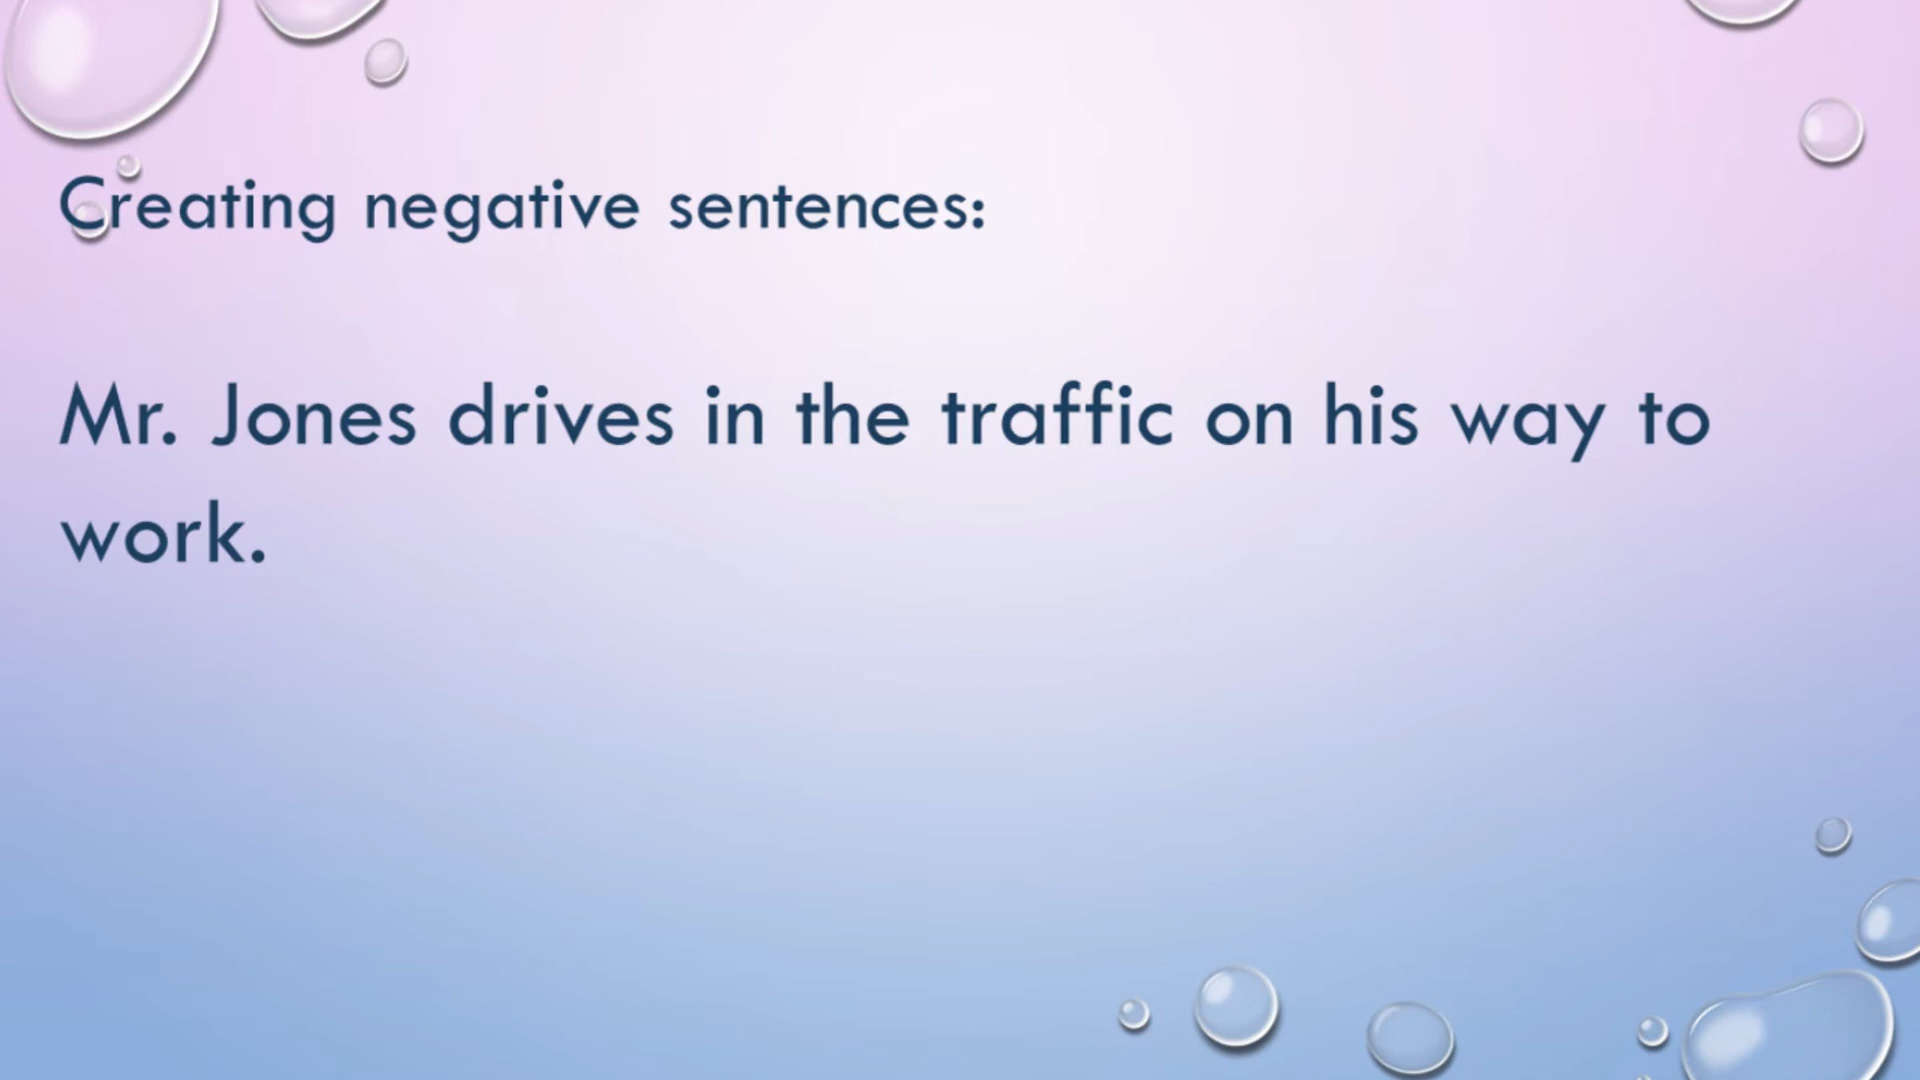 Creating negative sentences:
Mr. Jones drives in the traffic on his way to
work.